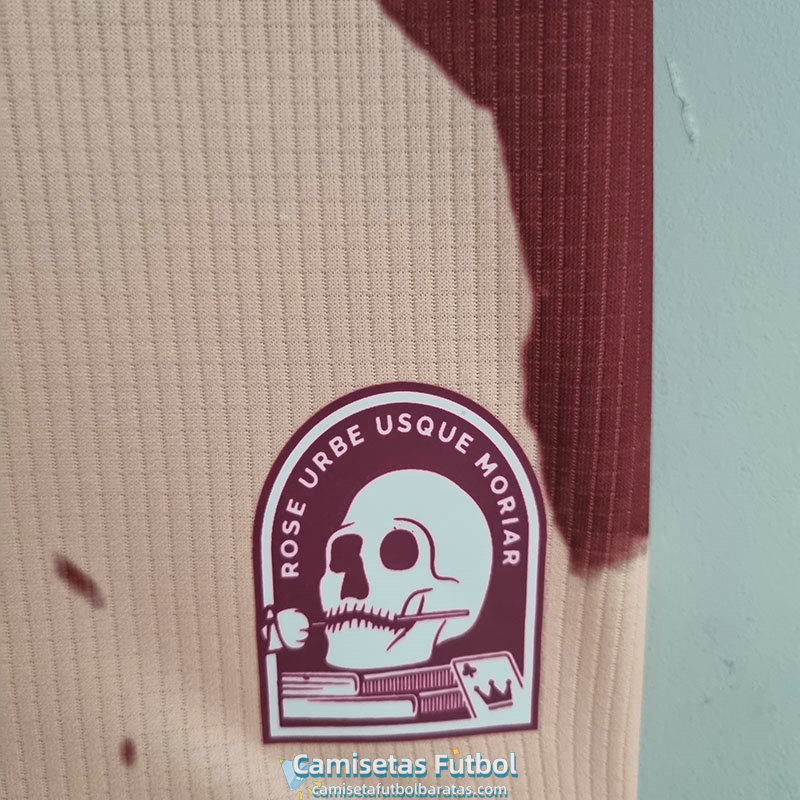 ROSE URBE USQUE MORIAR
Camisetas Futbol
camisetafutbolbaratas.com